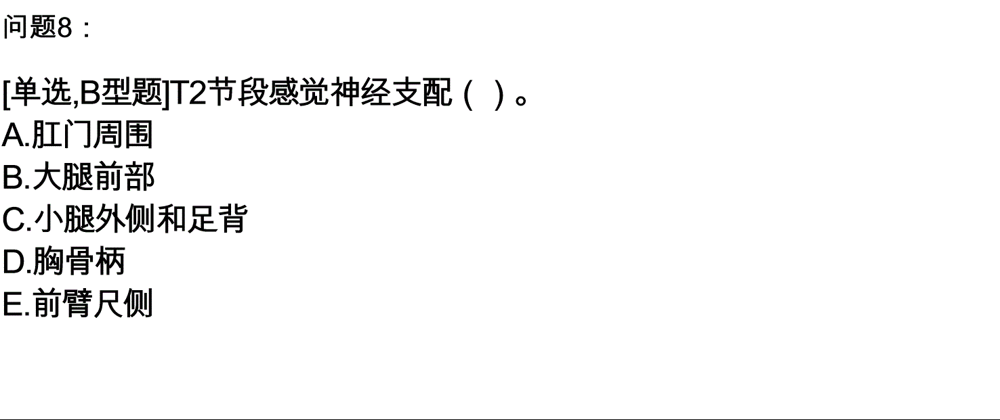 问题8：
[单选,B型题]T2节段感觉神经支配（ ）。
A.肛门周围
B.大腿前部
C.小腿外侧和足背
D.胸骨柄
E.前臂尺侧